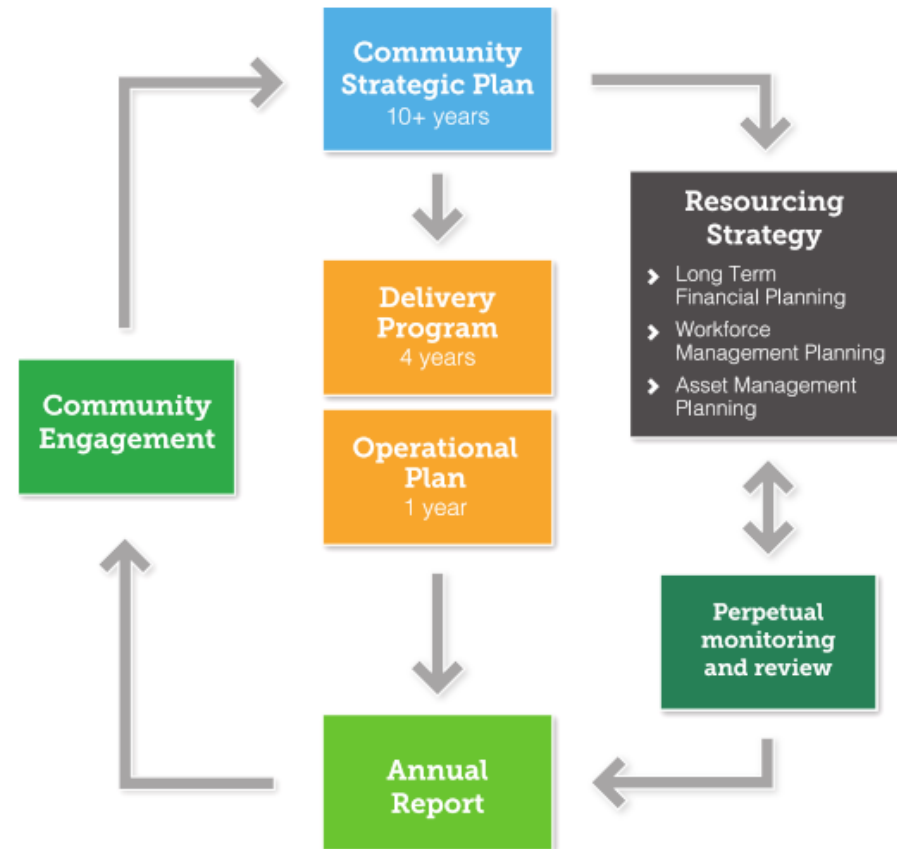 Community
Strategic Plan
10+ years
Resourcing
Strategy
Long Term
Financial Planning
Workforce
Management Planning
Asset Management
Planning
Delivery
Program
4 years
Community
Engagement
Operational
Plan
1 year
Perpetual
monitoring
and review
Annual
Report